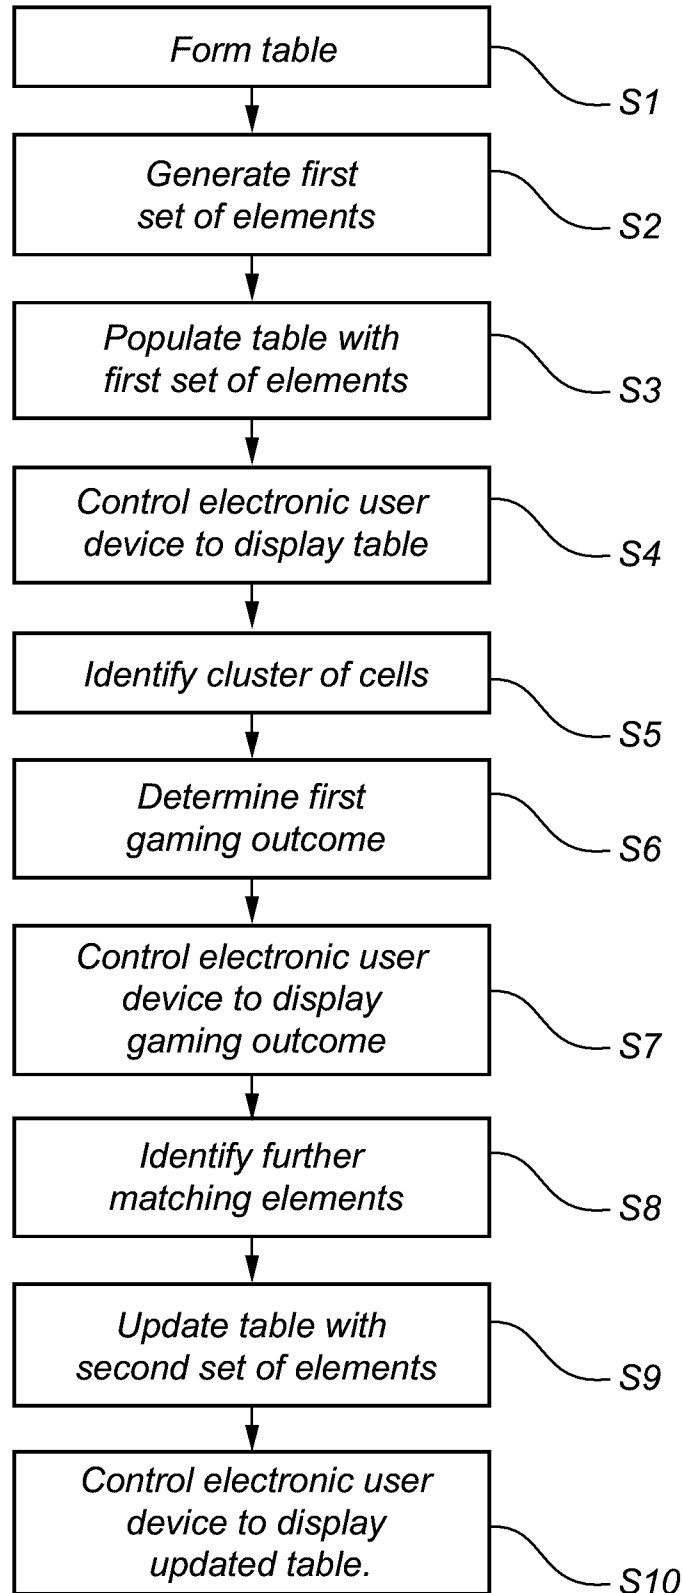 Form table
S1
Generate first
set of elements
S2
Populate table with
first set of elements
S3
Control electronic user
device to display table
S4
Identify cluster of cells
S5
Determine first
gaming outcome
S6
Control electronic user
device to display
gaming outcome
S7
Identify further
matching elements
S8
Update table with
second set of elements
S9
Control electronic user
device to display
updated table.
S10